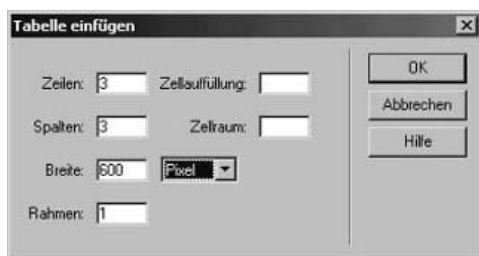 Tabelle einfügen
Zeilen: 3 Zellauffüllung:
Spalten: 3 Zellraum:
Breite: 600 Pixel
Rahmen: 1
OK
Abbrechen
Hilfe